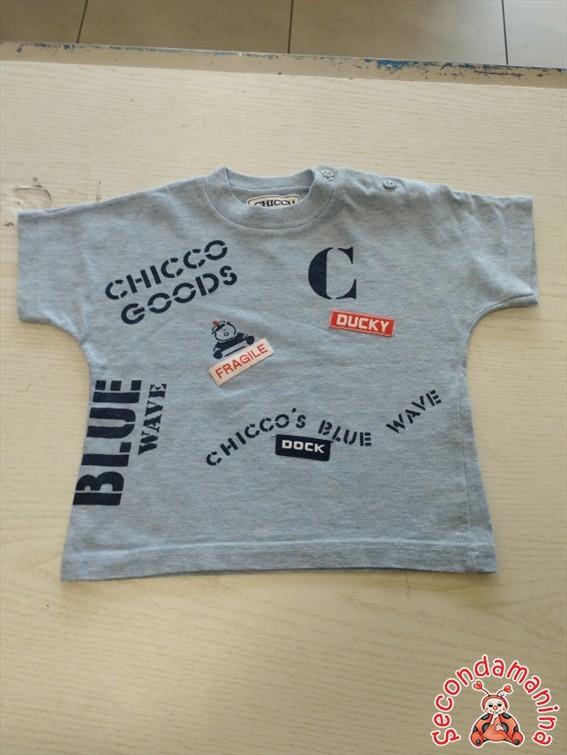 CHICCO
CHICCO
GOODS
C
DUCKY
FRAGILE
BLUE
WAVE
CHICCO'S BLUE WAVE
DOCK
Secondamanina